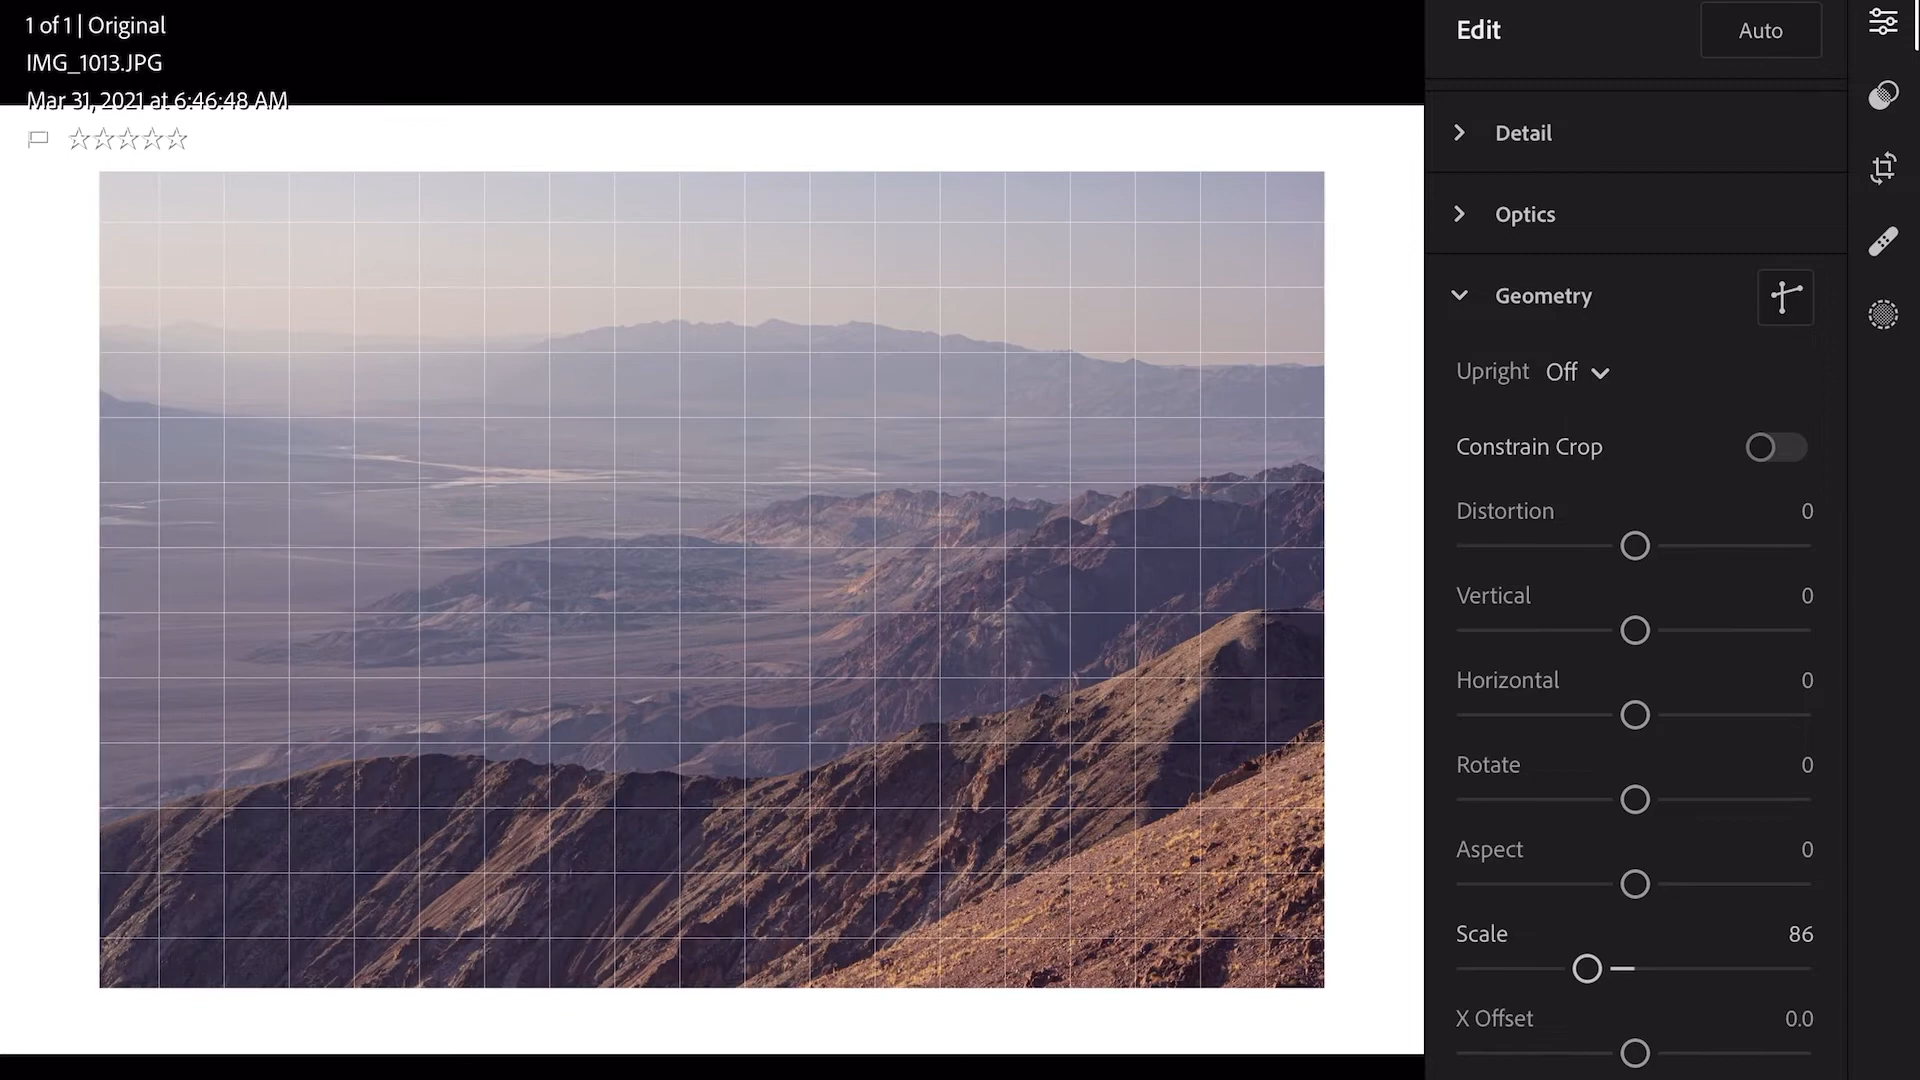 1 of 1 | Original
IMG_1013.JPG
Mar 31, 2021 at 6:46:48 AM
Edit
Auto
Detail
Optics
Geometry
Upright Off
Constrain Crop
Distortion 0
Vertical 0
Horizontal 0
Rotate 0
Aspect 0
Scale 86
X Offset 0.0